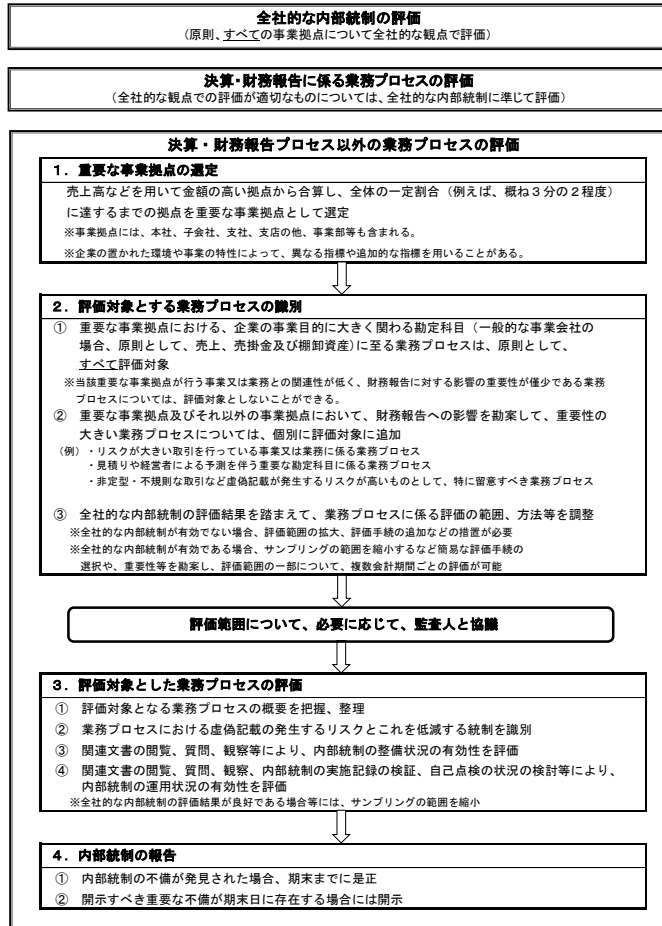 全社的な内部統制の評価
(原則、すべての事業拠点について全社的な観点で評価)
決算・財務報告に係る業務プロセスの評価
(全社的な観点での評価が適切なものについては、全社的な内部統制に準じて評価)
決算・財務報告プロセス以外の業務プロセスの評価
1．重要な事業拠点の選定
売上高などを用いて金額の高い拠点から合算し、全体の一定割合（例えば、概ね３分の２程度）
に達するまでの拠点を重要な事業拠点として選定
※事業拠点には、本社、子会社、支社、支店の他、事業部等も含まれる。
※企業の置かれた環境や事業の特性によって、異なる指標や追加的な指標を用いることがある。
2．評価対象とする業務プロセスの識別
① 重要な事業拠点における、企業の事業目的に大きく関わる勘定科目（一般的な事業会社の
場合、原則として、売上、売掛金及び棚卸資産）に至る業務プロセスは、原則として、
すべて評価対象
※当該重要な事業拠点が行う事業又は業務との関連性が低く、財務報告に対する影響の重要性が僅少である業務
プロセスについては、評価対象としないことができる。
② 重要な事業拠点及びそれ以外の事業拠点において、財務報告への影響を勘案して、重要性の
大きい業務プロセスについては、個別に評価対象に追加
（例）・リスクが大きい取引を行っている事業又は業務に係る業務プロセス
・見積りや経営者による予測を伴う重要な勘定科目に係る業務プロセス
・非定型・不規則な取引など虚偽記載が発生するリスクが高いものとして、特に留意すべき業務プロセス
③ 全社的な内部統制の評価結果を踏まえて、業務プロセスに係る評価の範囲、方法等を調整
※全社的な内部統制が有効でない場合、評価範囲の拡大、評価手続の追加などの措置が必要
※全社的な内部統制が有効である場合、サンプリングの範囲を縮小するなど簡易な評価手続の
選択や、重要性等を勘案し、評価範囲の一部について、複数会計期間ごとの評価が可能
評価範囲について、必要に応じて、監査人と協議
3．評価対象とした業務プロセスの評価
① 評価対象となる業務プロセスの概要を把握、整理
② 業務プロセスにおける虚偽記載の発生するリスクとこれを低減する統制を識別
③ 関連文書の閲覧、質問、観察等により、内部統制の整備状況の有効性を評価
④ 関連文書の閲覧、質問、観察、内部統制の実施記録の検証、自己点検の状況の検討等により、
内部統制の運用状況の有効性を評価
※全社的な内部統制の評価結果が良好である場合等には、サンプリングの範囲を縮小
4．内部統制の報告
① 内部統制の不備が発見された場合、期末までに是正
② 開示すべき重要な不備が期末日に存在する場合には開示